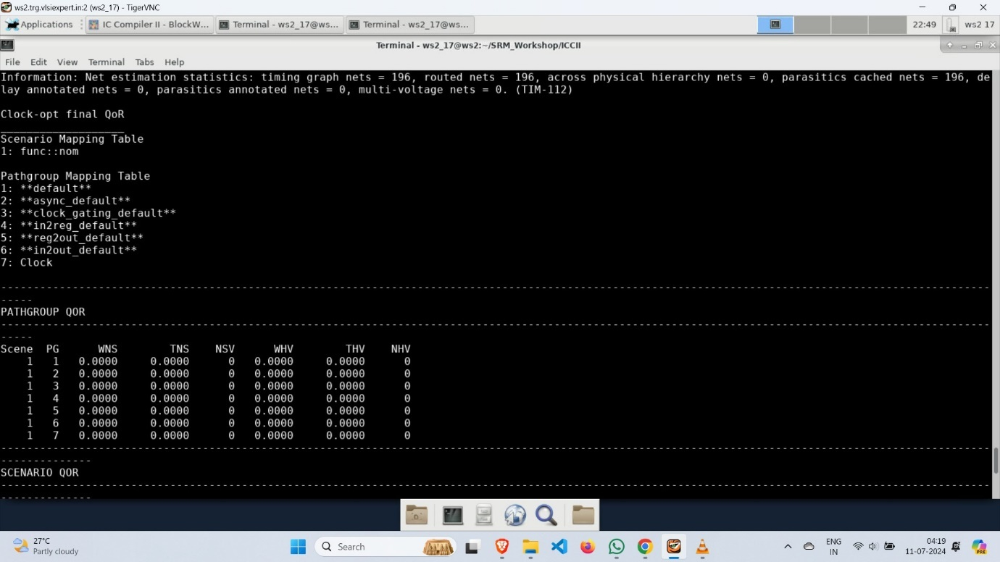 ws2.trg.vlsiexpert.in:2 (ws2_17) - TigerVNC
Applications IC Compiler II - BlockW... Terminal - ws2_17@ws... Terminal - ws2_17@ws... 22:49 ws2 17
Terminal - ws2_17@ws2:~/SRM_Workshop/ICCII
File Edit View Terminal Tabs Help
Information: Net estimation statistics: timing graph nets = 196, routed nets = 196, across physical hierarchy nets = 0, parasitics cached nets = 196, de
lay annotated nets = 0, parasitics annotated nets = 0, multi-voltage nets = 0. (TIM-112)
Clock-opt final QoR
___________________
Scenario Mapping Table
1: func::nom
Pathgroup Mapping Table
1: **default**
2: **async_default**
3: **clock_gating_default**
4: **in2reg_default**
5: **reg2out_default**
6: **in2out_default**
7: Clock
-----
PATHGROUP QOR
-----
Scene PG WNS TNS NSV WHV THV NHV
1 1 0.0000 0.0000 0 0.0000 0.0000 0
1 2 0.0000 0.0000 0 0.0000 0.0000 0
1 3 0.0000 0.0000 0 0.0000 0.0000 0
1 4 0.0000 0.0000 0 0.0000 0.0000 0
1 5 0.0000 0.0000 0 0.0000 0.0000 0
1 6 0.0000 0.0000 0 0.0000 0.0000 0
1 7 0.0000 0.0000 0 0.0000 0.0000 0
--------------
SCENARIO QOR
--------------
27°C
Partly cloudy
Search
ENG
IN
04:19
11-07-2024
PRE